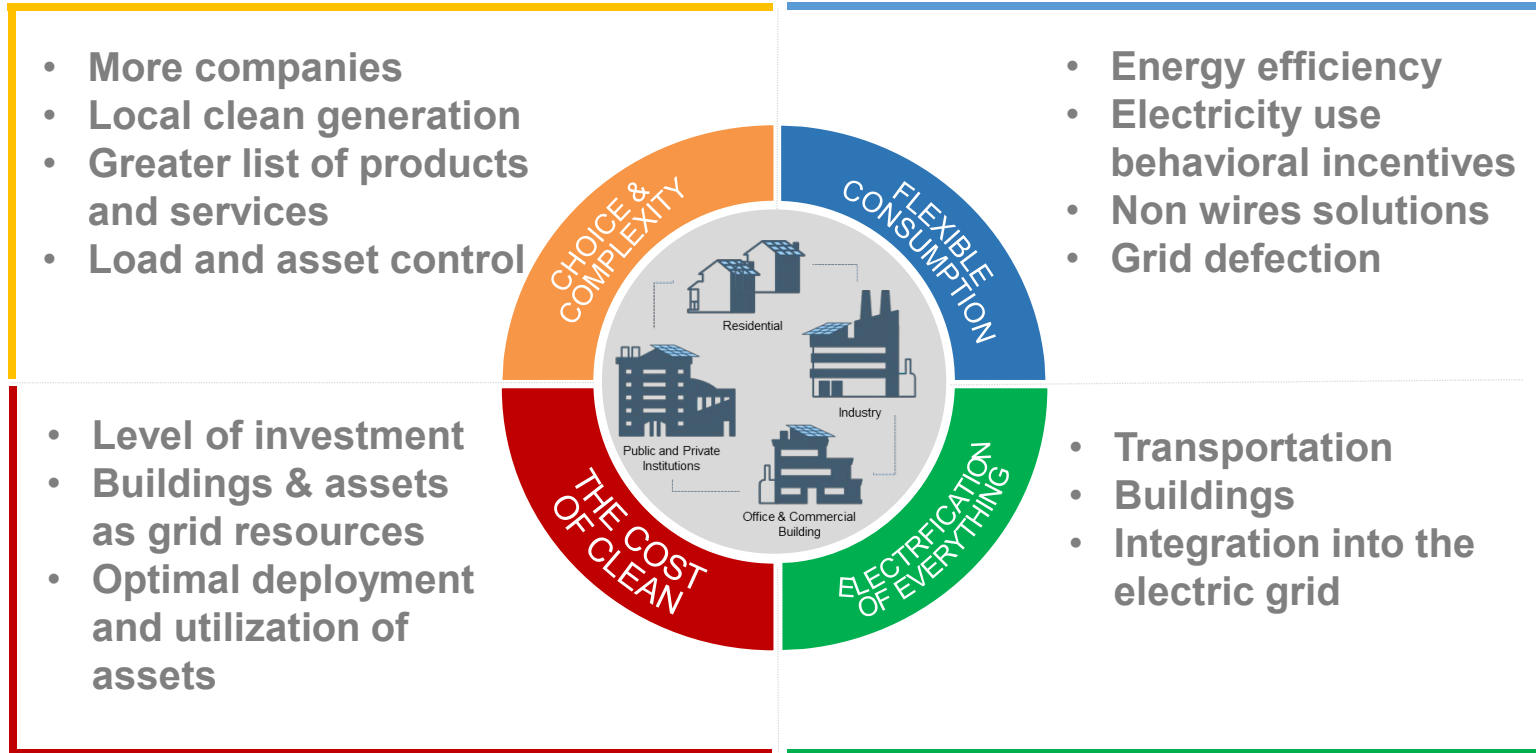 • More companies
• Local clean generation
• Greater list of products
and services
• Load and asset control
• Energy efficiency
• Electricity use
behavioral incentives
• Non wires solutions
• Grid defection
CHOICE &
COMPLEXITY
FLEXIBLE
CONSUMPTION
Residential
Industry
Public and Private
Institutions
Office & Commercial
Building
• Level of investment
• Buildings & assets
as grid resources
• Optimal deployment
and utilization of
assets
THE COST
OF CLEAN
ELECTRFICATION
OF EVERYTHING
• Transportation
• Buildings
• Integration into the
electric grid